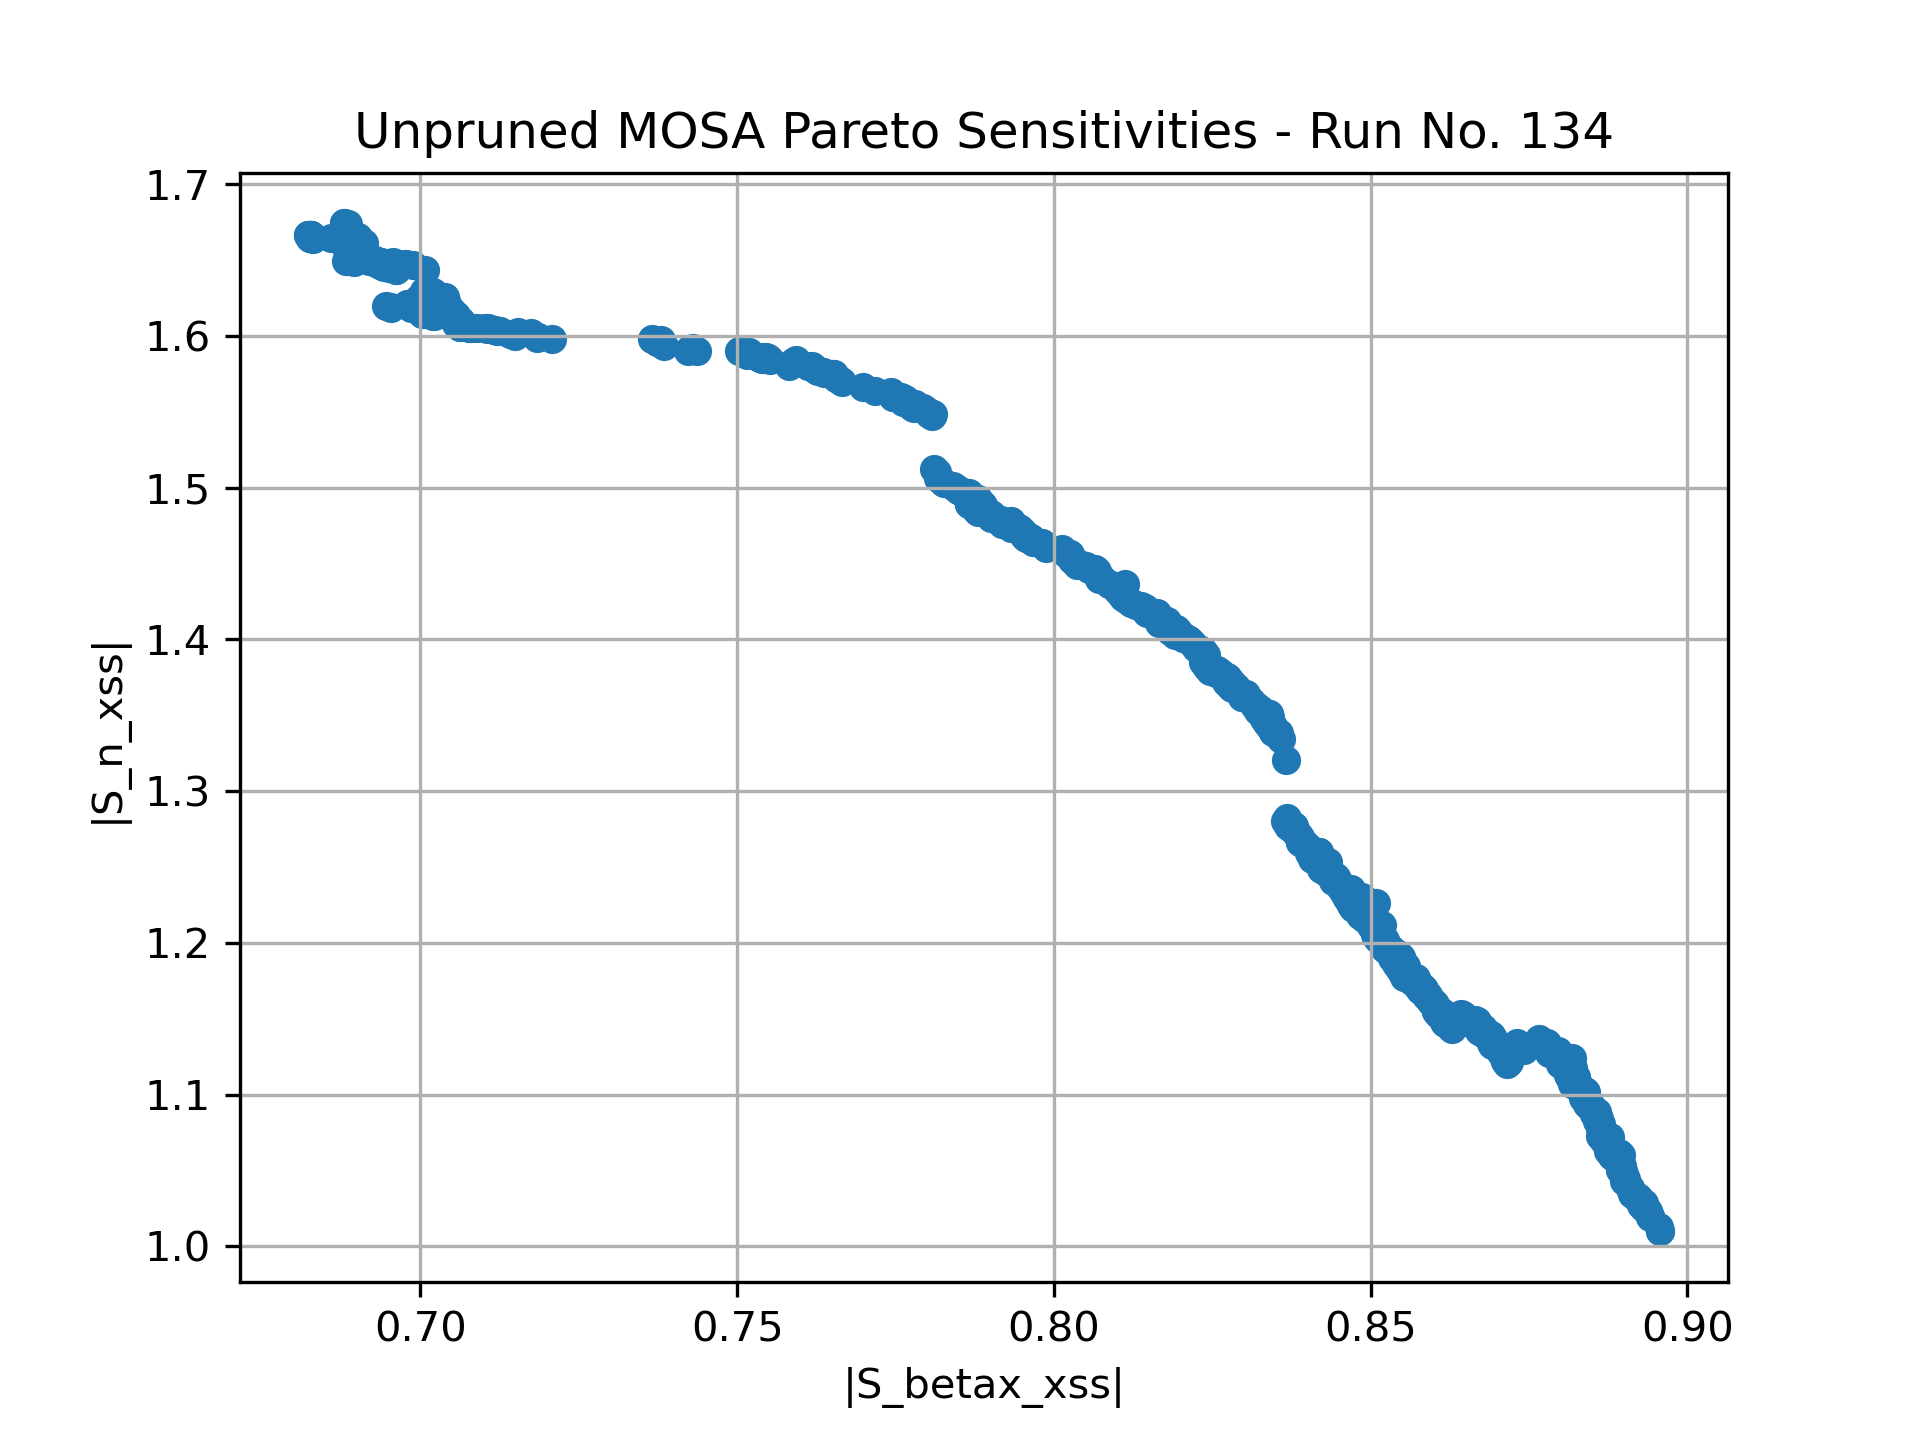 Unpruned MOSA Pareto Sensitivities - Run No. 134
|S_n_xss|
1.7
1.6
1.5
1.4
1.3
1.2
1.1
1.0
0.70 0.75 0.80 0.85 0.90
|S_betax_xss|